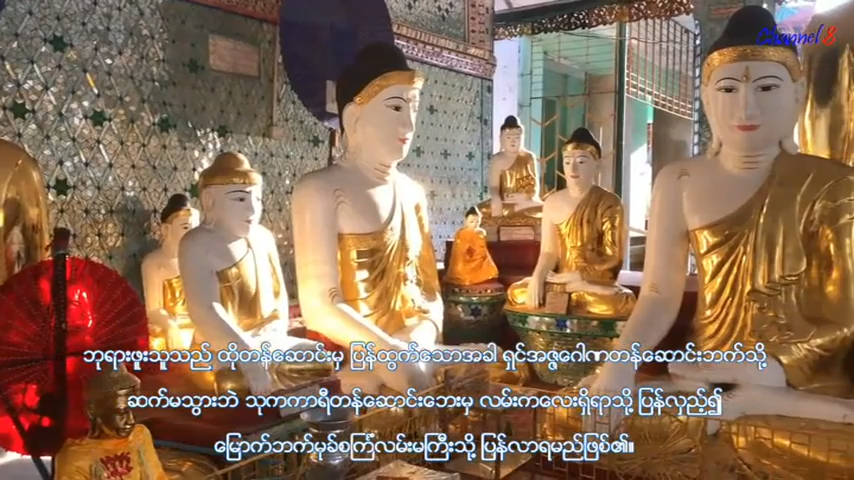 Channel 8
ဘုရားဖူးသူသည် ထိုတန်ဆောင်းမှ ပြန်ထွက်သောအခါ ရှင်အဇ္ဇဂေါဏတန်ဆောင်းဘက်သို့
ဆက်မသွားဘဲ သုကကာရီတန်ဆောင်းဘေးမှ လမ်းကလေးရှိရာသို့ ပြန်လှည့်၍
မြောက်ဘက်မုခ်စကြံလမ်းမကြီးသို့ ပြန်လာရမည်ဖြစ်၏။